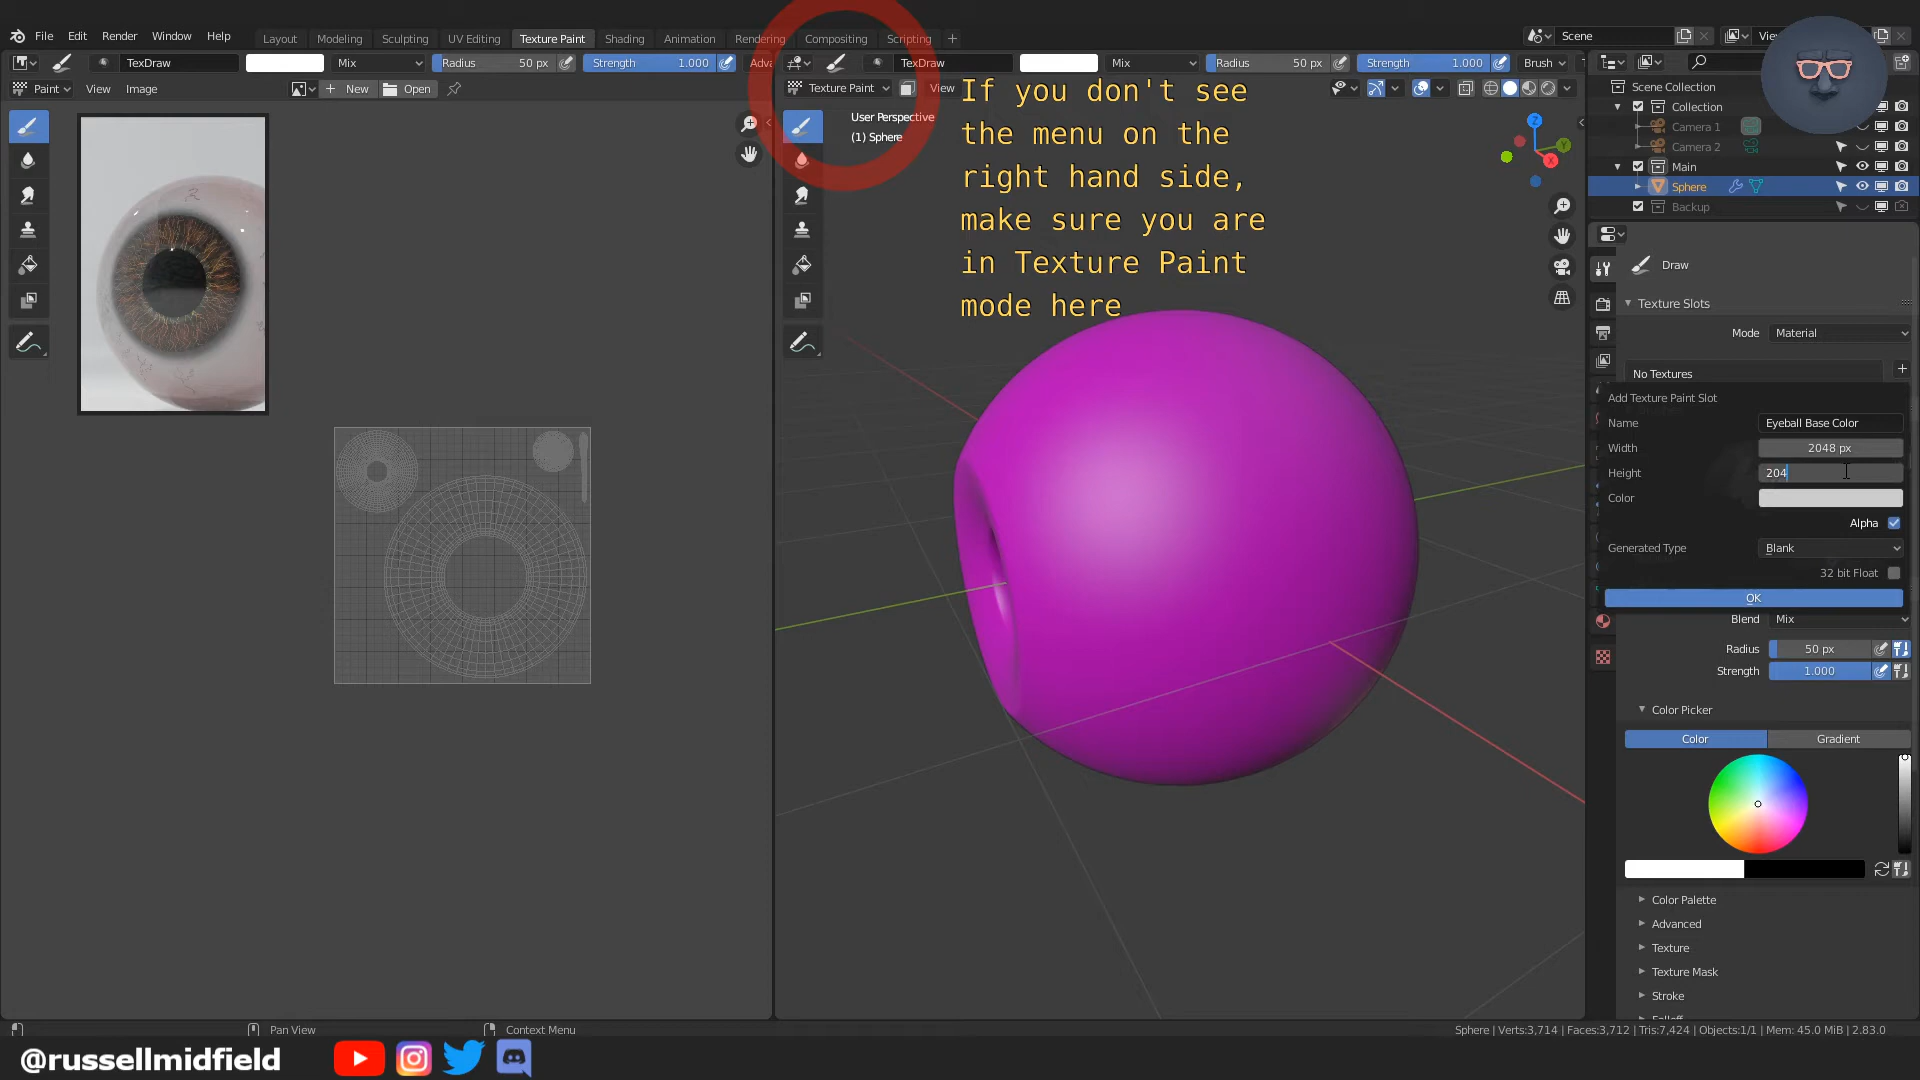 File Edit Render Window Help Layout Modeling Sculpting UV Editing Texture Paint Shading Animation Rendering Compositing Scripting + Scene
TexDraw Mix Radius 50 px Strength 1.000 TexDraw Mix Radius 50 px Strength 1.000 Brush
Paint View Image New Open Texture Paint View
If you don't see
the menu on the
right hand side,
make sure you are
in Texture Paint
mode here
User Perspective
(1) Sphere
Z
Y
X
Scene Collection
Collection
Camera 1
Camera 2
Main
Sphere
Backup
Draw
Texture Slots
Mode Material
No Textures
Add Texture Paint Slot
Name Eyeball Base Color
Width 2048 px
Height 204
Color
Alpha
Generated Type Blank
32 bit Float
OK
Blend Mix
Radius 50 px
Strength 1.000
Color Picker
Color Gradient
Color Palette
Advanced
Texture
Texture Mask
Stroke
Pan View Context Menu Sphere | Verts:3,714 | Faces:3,712 | Tris:7,424 | Objects:1/1 | Mem: 45.0 MiB | 2.83.0
@russellmidfield